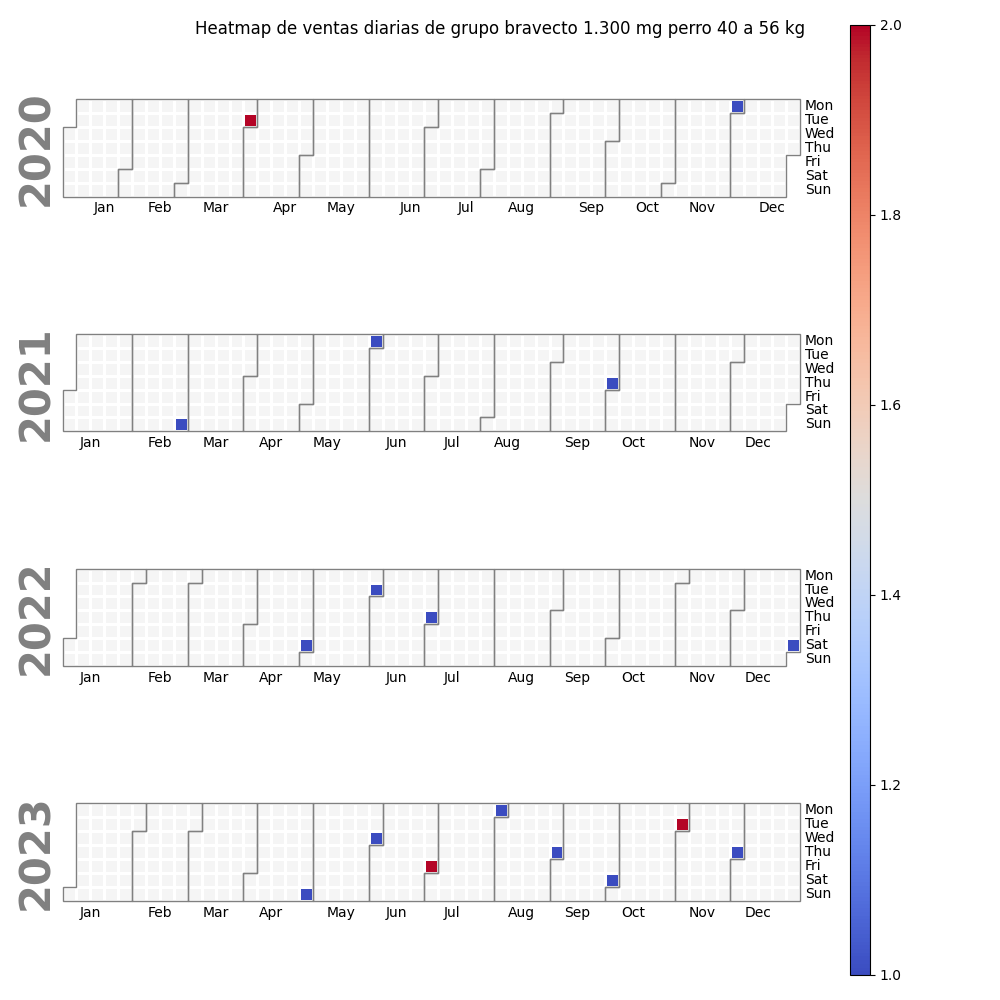 Heatmap de ventas diarias de grupo bravecto 1.300 mg perro 40 a 56 kg
2020
Mon
Tue
Wed
Thu
Fri
Sat
Sun
Jan Feb Mar Apr May Jun Jul Aug Sep Oct Nov Dec
2021
Mon
Tue
Wed
Thu
Fri
Sat
Sun
Jan Feb Mar Apr May Jun Jul Aug Sep Oct Nov Dec
2022
Mon
Tue
Wed
Thu
Fri
Sat
Sun
Jan Feb Mar Apr May Jun Jul Aug Sep Oct Nov Dec
2023
Mon
Tue
Wed
Thu
Fri
Sat
Sun
Jan Feb Mar Apr May Jun Jul Aug Sep Oct Nov Dec
2.0
1.8
1.6
1.4
1.2
1.0